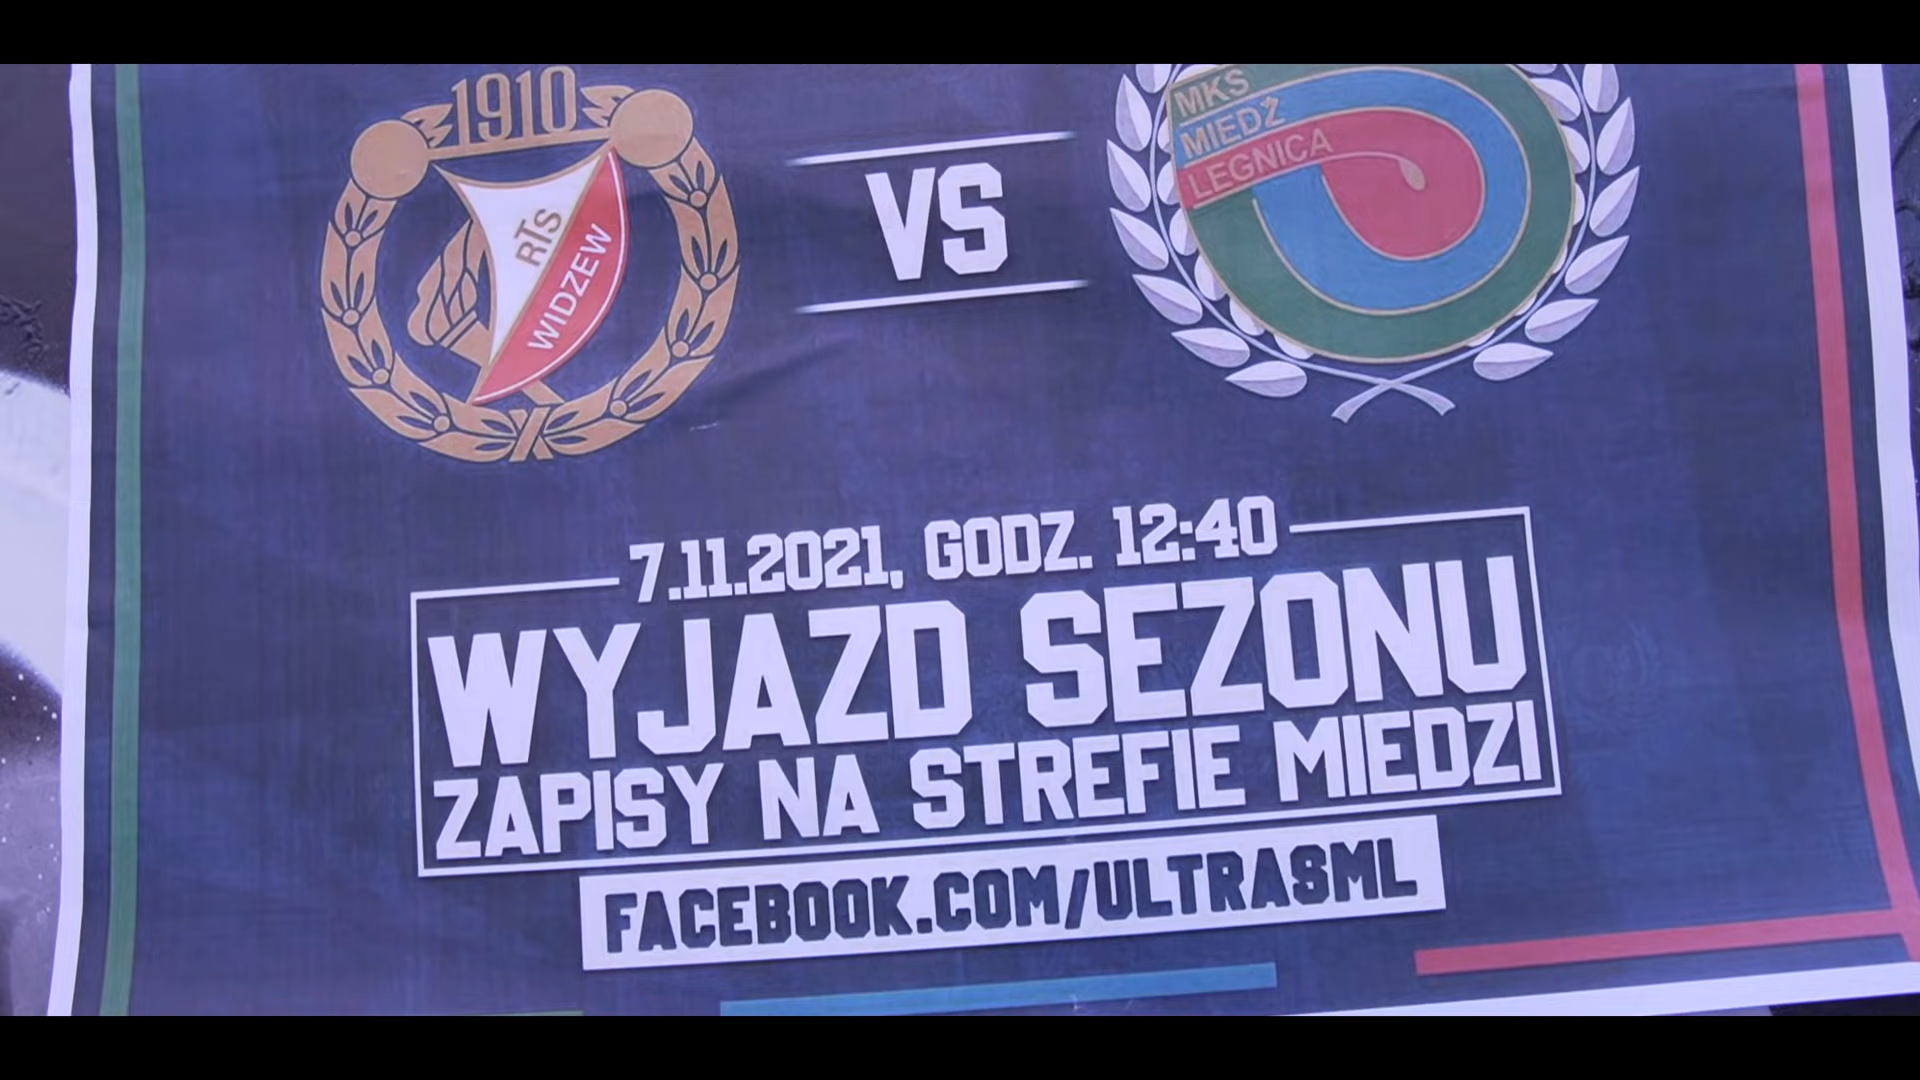 1910
RTS
WIDZEW
VS
MKS
MIEDŹ
LEGNICA
7.11.2021, GODZ. 12:40
WYJAZD SEZONU
ZAPISY NA STREFIE MIEDZI
FACEBOOK.COM/ULTRASML